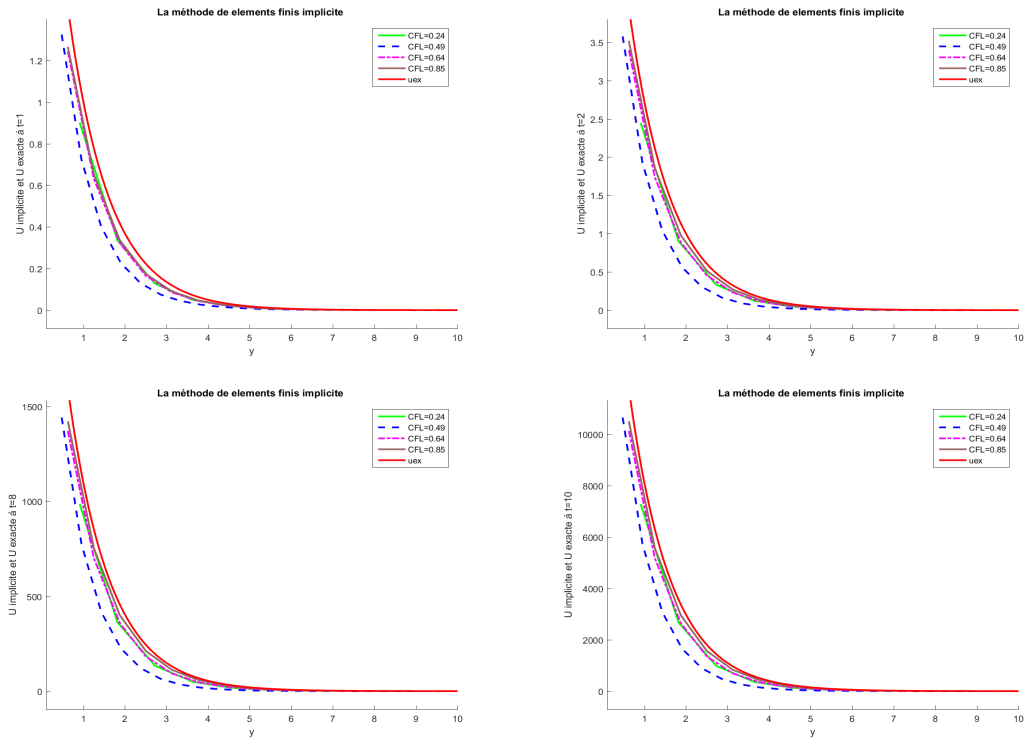 La méthode de elements finis implicite
U implicite et U exacte á t=1
1.2
1
0.8
0.6
0.4
0.2
0
1 2 3 4 5 6 7 8 9 10
y
CFL=0.24
CFL=0.49
CFL=0.64
CFL=0.85
uex
La méthode de elements finis implicite
U implicite et U exacte á t=2
3.5
3
2.5
2
1.5
1
0.5
0
1 2 3 4 5 6 7 8 9 10
y
CFL=0.24
CFL=0.49
CFL=0.64
CFL=0.85
uex
La méthode de elements finis implicite
U implicite et U exacte á t=8
1500
1000
500
0
1 2 3 4 5 6 7 8 9 10
y
CFL=0.24
CFL=0.49
CFL=0.64
CFL=0.85
uex
La méthode de elements finis implicite
U implicite et U exacte á t=10
10000
8000
6000
4000
2000
0
1 2 3 4 5 6 7 8 9 10
y
CFL=0.24
CFL=0.49
CFL=0.64
CFL=0.85
uex